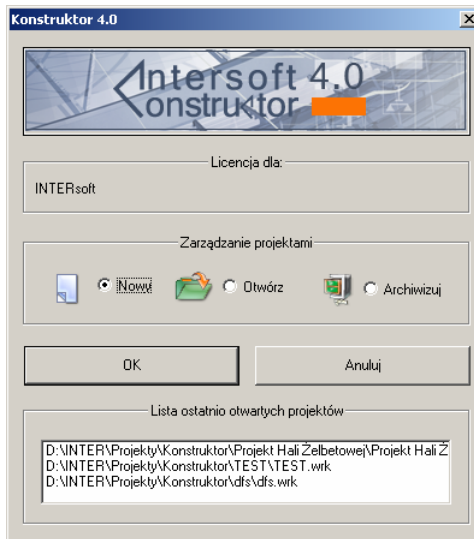 Konstruktor 4.0
Intersoft 4.0
Konstruktor
Licencja dla:
INTERsoft
Zarządzanie projektami
Nowy
Otwórz
Archiwizuj
OK
Anuluj
Lista ostatnio otwartych projektów
D:\INTER\Projekty\Konstruktor\Projekt Hali Żelbetowej\Projekt Hali Ż
D:\INTER\Projekty\Konstruktor\TEST\TEST.wrk
D:\INTER\Projekty\Konstruktor\dfs\dfs.wrk